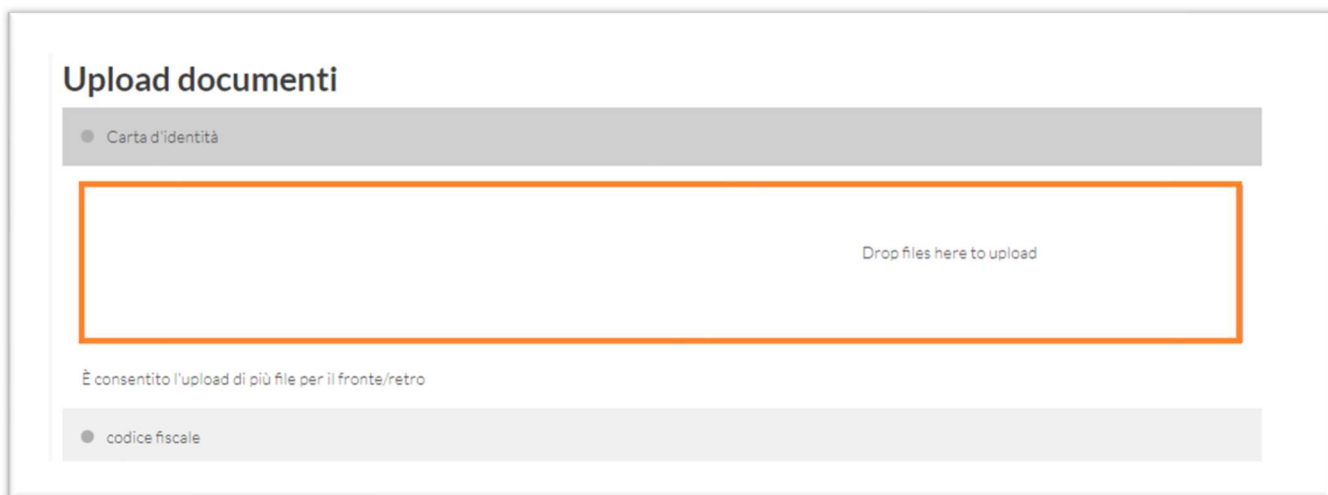 Upload documenti
Carta d'identità
Drop files here to upload
È consentito l'upload di più file per il fronte/retro
codice fiscale